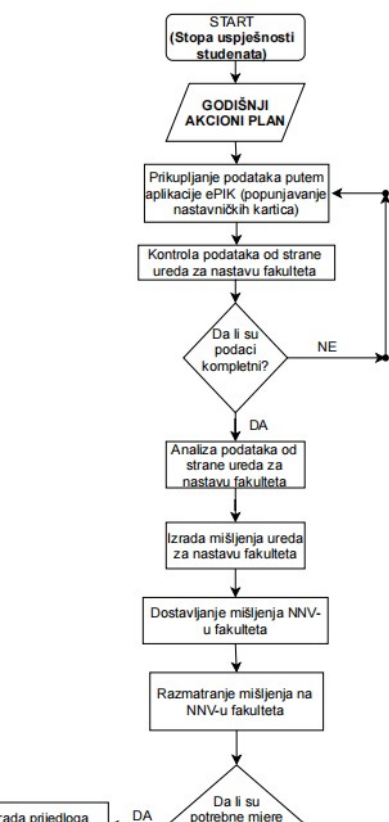 START
(Stopa uspješnosti
studenata)
GODIŠNJI
AKCIONI PLAN
Prikupljanje podataka putem
aplikacije ePIK (popunjavanje
nastavničkih kartica)
Kontrola podataka od strane
ureda za nastavu fakulteta
Da li su
podaci
kompletni?
NE
DA
Analiza podataka od
strane ureda za
nastavu fakulteta
Izrada mišljenja ureda
za nastavu fakulteta
Dostavljanje mišljenja NNV-
u fakulteta
Razmatranje mišljenja na
NNV-u fakulteta
Da li su
potrebne mjere
DA
prijedloga